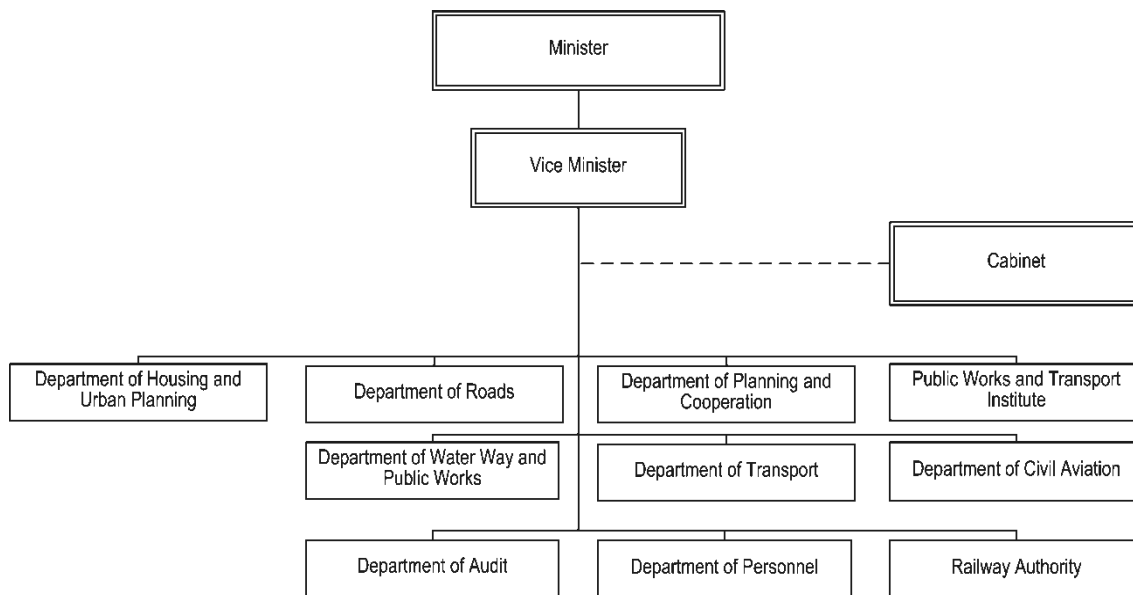 Minister
Vice Minister
Cabinet
Department of Housing and
Urban Planning
Department of Roads
Department of Planning and
Cooperation
Public Works and Transport
Institute
Department of Water Way and
Public Works
Department of Transport
Department of Civil Aviation
Department of Audit
Department of Personnel
Railway Authority